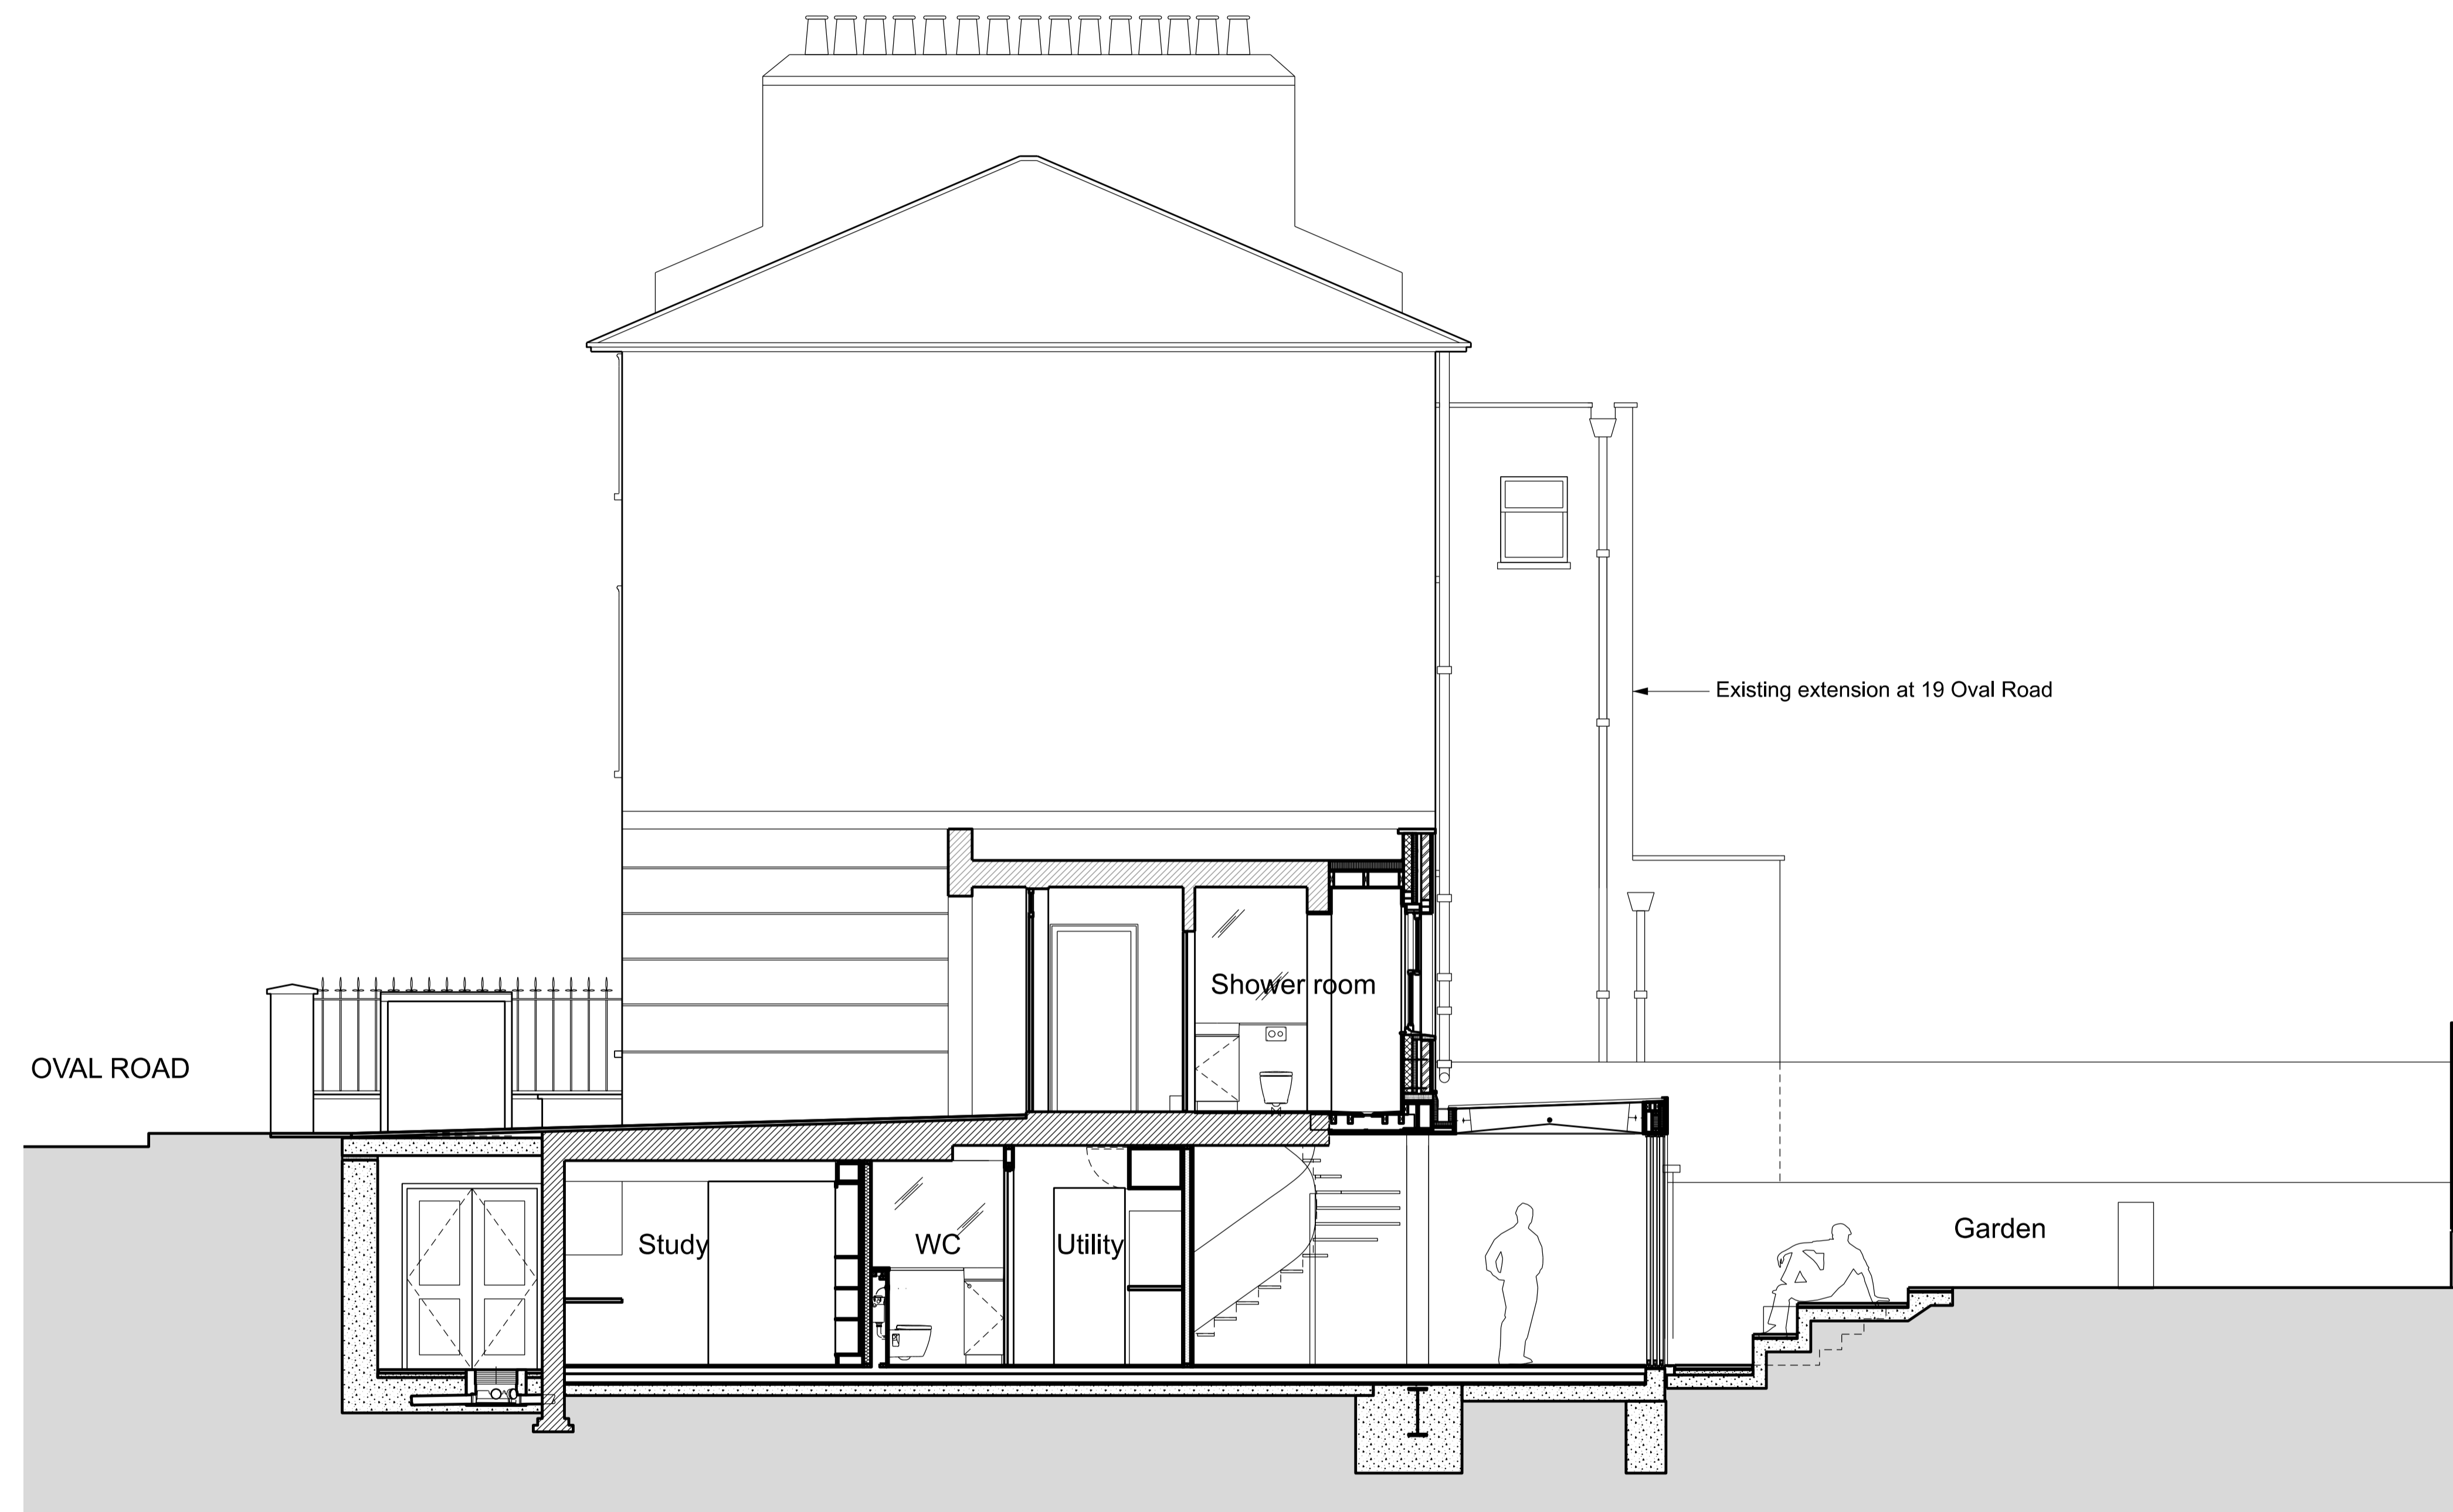 Existing extension at 19 Oval Road
Shower room
OVAL ROAD
Study
WC
Utility
Garden